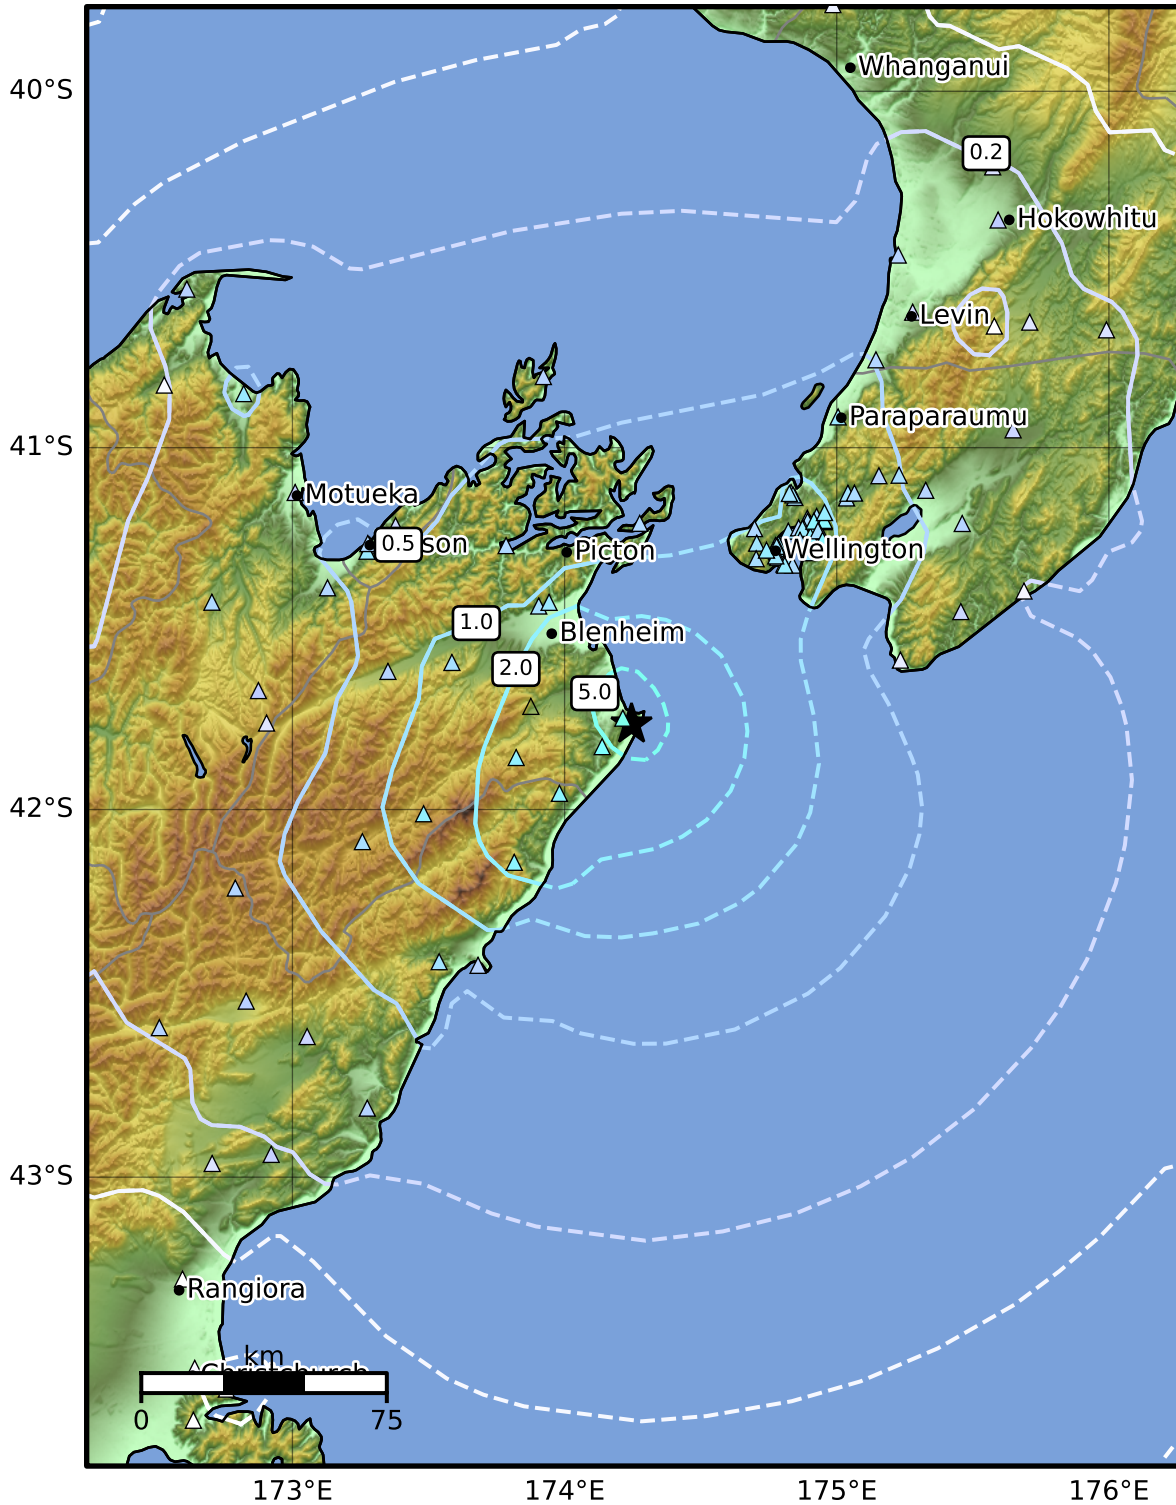 40°S
Whanganui
0.2
Hokowhitu
Levin
Paraparaumu
41°S
Motueka
0.5
son
Picton
Wellington
1.0
Blenheim
2.0
5.0
42°S
43°S
Rangiora
km
Christchurch
0
75
173°E
174°E
175°E
176°E